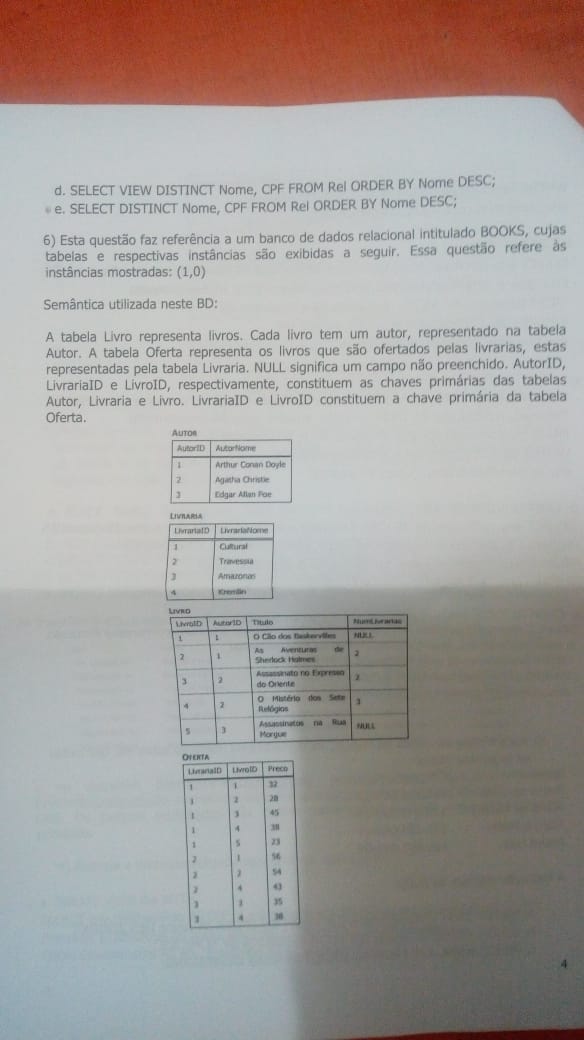 d. SELECT VIEW DISTINCT Nome, CPF FROM Rel ORDER BY Nome DESC;
e. SELECT DISTINCT Nome, CPF FROM Rel ORDER BY Nome DESC;
6) Esta questão faz referência a um banco de dados relacional intitulado BOOKS, cujas
tabelas e respectivas instâncias são exibidas a seguir. Essa questão refere às
instâncias mostradas: (1,0)
Semântica utilizada neste BD:
A tabela Livro representa livros. Cada livro tem um autor, representado na tabela
Autor. A tabela Oferta representa os livros que são ofertados pelas livrarias, estas
representadas pela tabela Livraria. NULL significa um campo não preenchido. AutorID,
LivrariaID e LivroID, respectivamente, constituem as chaves primárias das tabelas
Autor, Livraria e Livro. LivrariaID e LivroID constituem a chave primária da tabela
Oferta.
AUTOR
AutorID AutorNome
1 Arthur Conan Doyle
2 Agatha Christie
3 Edgar Allan Poe
LIVRARIA
LivrariaID LivrariaNome
1 Cultural
2 Travessia
3 Amazonas
4 Kremlin
LIVRO
LivroID AutorID Titulo NumLivrarias
1 1 O Cão dos Baskervilles NULL
2 1 As Aventuras de
Sherlock Holmes 2
3 2 Assassinato no Expresso
do Oriente 2
4 2 O Mistério dos Sete
Relógios 3
5 3 Assassinatos na Rua
Morgue NULL
OFERTA
LivrariaID LivroID Preco
1 1 32
1 2 28
1 3 45
1 4 38
1 5 23
2 1 56
2 2 54
2 4 43
3 3 35
3 4 38
4